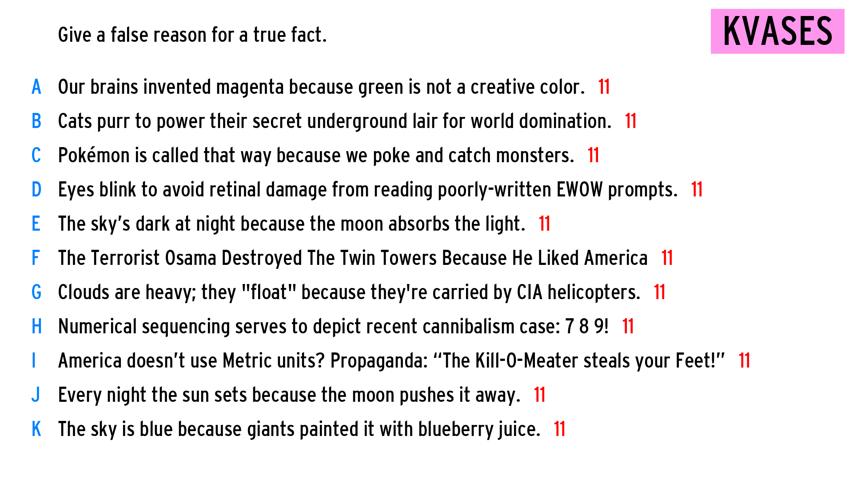 Give a false reason for a true fact.
KVASES
A Our brains invented magenta because green is not a creative color. 11
B Cats purr to power their secret underground lair for world domination. 11
C Pokémon is called that way because we poke and catch monsters. 11
D Eyes blink to avoid retinal damage from reading poorly-written EWOW prompts. 11
E The sky’s dark at night because the moon absorbs the light. 11
F The Terrorist Osama Destroyed The Twin Towers Because He Liked America 11
G Clouds are heavy; they "float" because they're carried by CIA helicopters. 11
H Numerical sequencing serves to depict recent cannibalism case: 7 8 9! 11
I America doesn’t use Metric units? Propaganda: “The Kill-O-Meater steals your Feet!” 11
J Every night the sun sets because the moon pushes it away. 11
K The sky is blue because giants painted it with blueberry juice. 11